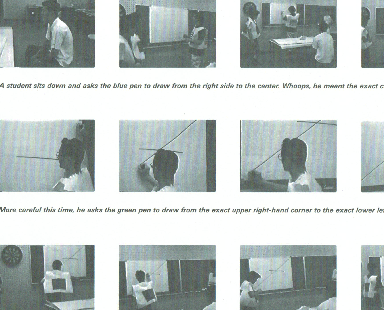 A student sits down and asks the blue pen to draw from the right side to the center. Whoops, he meant the exact c
More careful this time, he asks the green pen to draw from the exact upper right-hand corner to the exact lower le